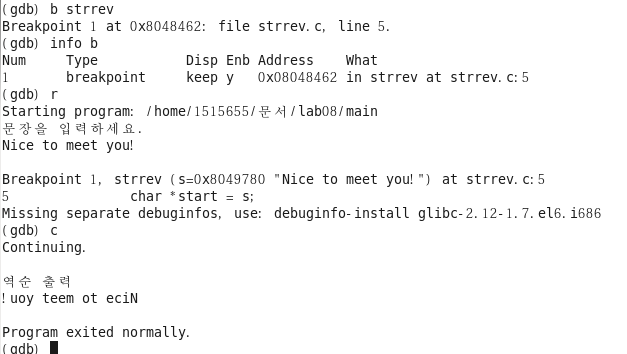 (gdb) b strrev
Breakpoint 1 at 0x8048462: file strrev.c, line 5.
(gdb) info b
Num     Type           Disp Enb Address    What
1       breakpoint     keep y   0x08048462 in strrev at strrev.c:5
(gdb) r
Starting program: /home/1515655/문서/lab08/main
문장을 입력하세요.
Nice to meet you!

Breakpoint 1, strrev (s=0x8049780 "Nice to meet you!") at strrev.c:5
5               char *start = s;
Missing separate debuginfos, use: debuginfo-install glibc-2.12-1.7.el6.i686
(gdb) c
Continuing.

역순 출력
!uoy teem ot eciN

Program exited normally.
(gdb)